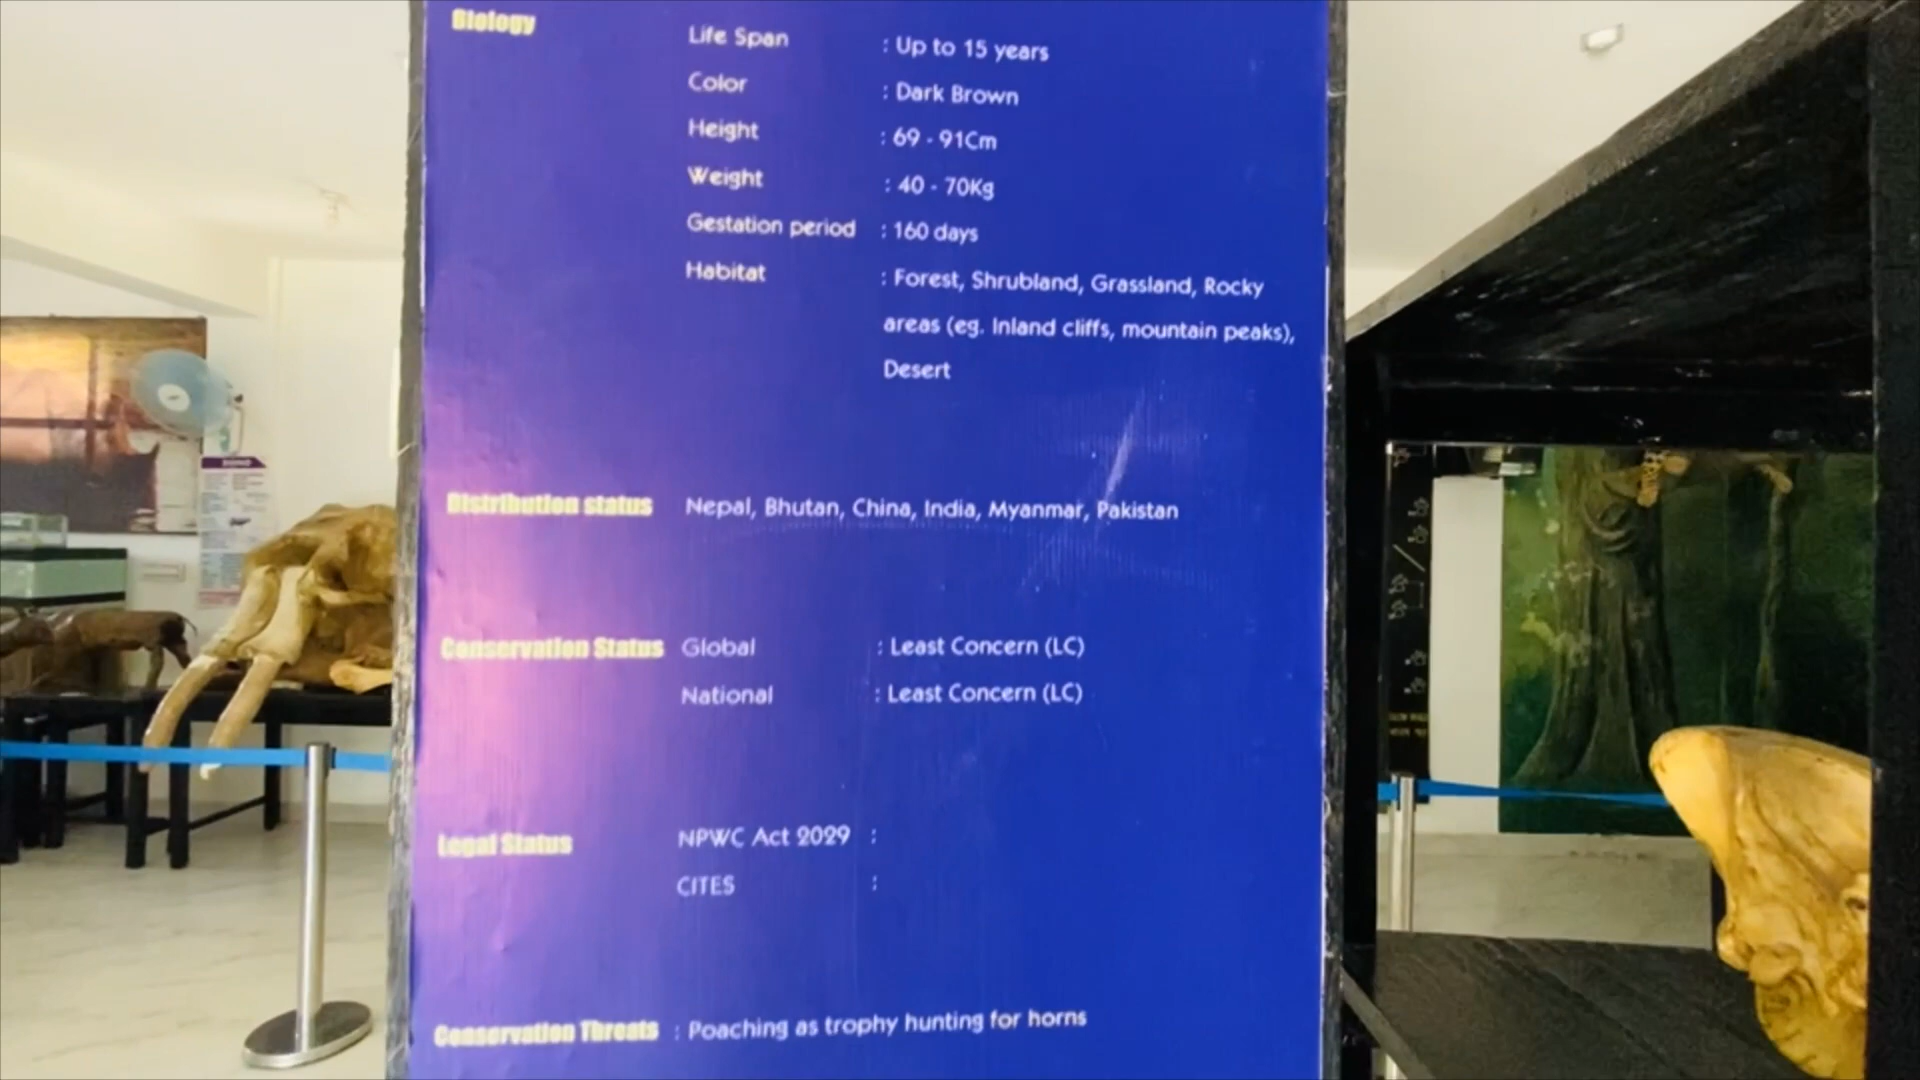 Biology
Life Span : Up to 15 years
Color : Dark Brown
Height : 69 - 91Cm
Weight : 40 - 70Kg
Gestation period : 160 days
Habitat : Forest, Shrubland, Grassland, Rocky
areas (eg. Inland cliffs, mountain peaks),
Desert
Distribution status Nepal, Bhutan, China, India, Myanmar, Pakistan
Conservation Status Global : Least Concern (LC)
National : Least Concern (LC)
Legal Status NPWC Act 2029 :
CITES :
Conservation Threats : Poaching as trophy hunting for horns